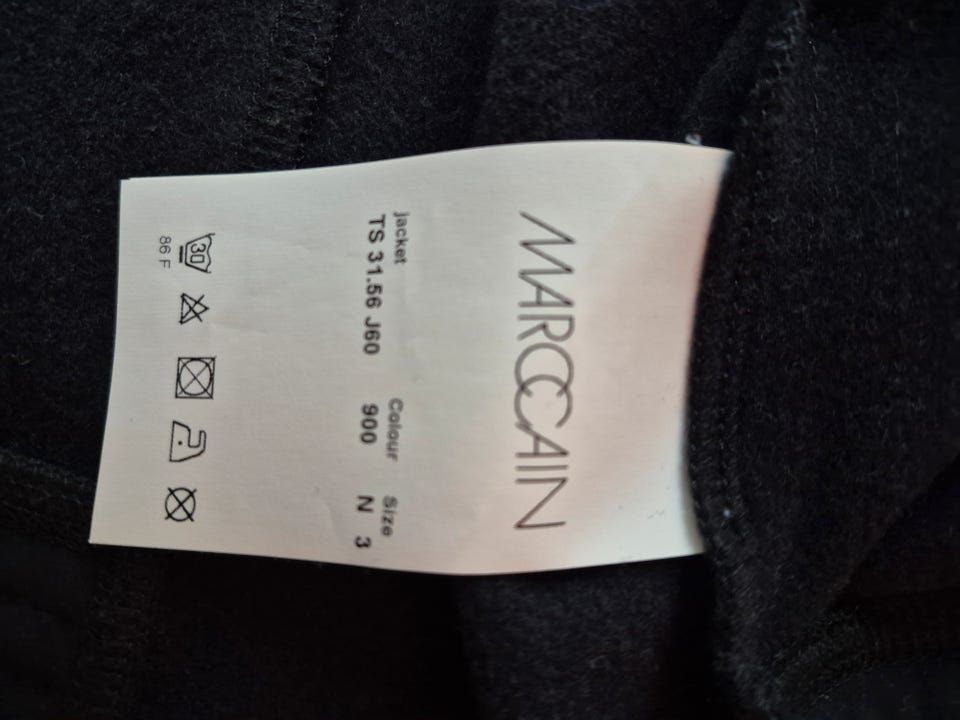 MARCCAIN
jacket Colour Size
TS 31.56 J60 900 N 3
30
86 F